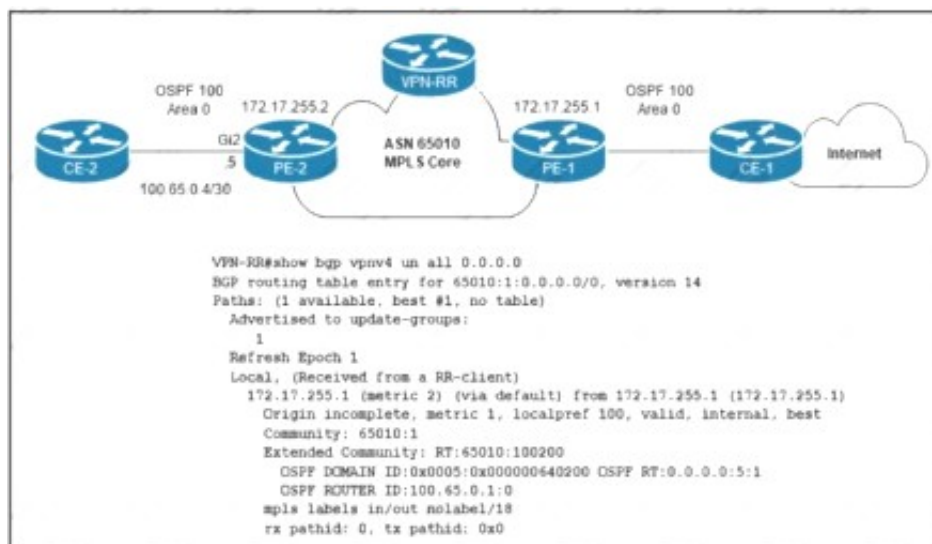 VPN-RR
OSPF 100
Area 0
172.17.255.2
172.17.255.1
OSPF 100
Area 0
Gi2
ASN 65010
MPLS Core
Internet
CE-2
.5
PE-2
PE-1
CE-1
100.65.0.4/30
VPN-RR#show bgp vpnv4 un all 0.0.0.0
BGP routing table entry for 65010:1:0.0.0.0/0, version 14
Paths: (1 available, best #1, no table)
Advertised to update-groups:
1
Refresh Epoch 1
Local, (Received from a RR-client)
172.17.255.1 (metric 2) (via default) from 172.17.255.1 (172.17.255.1)
Origin incomplete, metric 1, localpref 100, valid, internal, best
Community: 65010:1
Extended Community: RT:65010:100200
OSPF DOMAIN ID:0x0005:0x000000640200 OSPF RT:0.0.0.0:5:1
OSPF ROUTER ID:100.65.0.1:0
mpls labels in/out nolabel/18
rx pathid: 0, tx pathid: 0x0